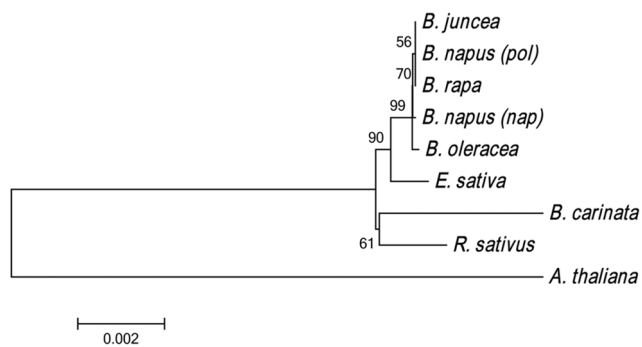 B. juncea
56
B. napus (pol)
70
B. rapa
99
B. napus (nap)
90
B. oleracea
E. sativa
B. carinata
61
R. sativus
A. thaliana
0.002